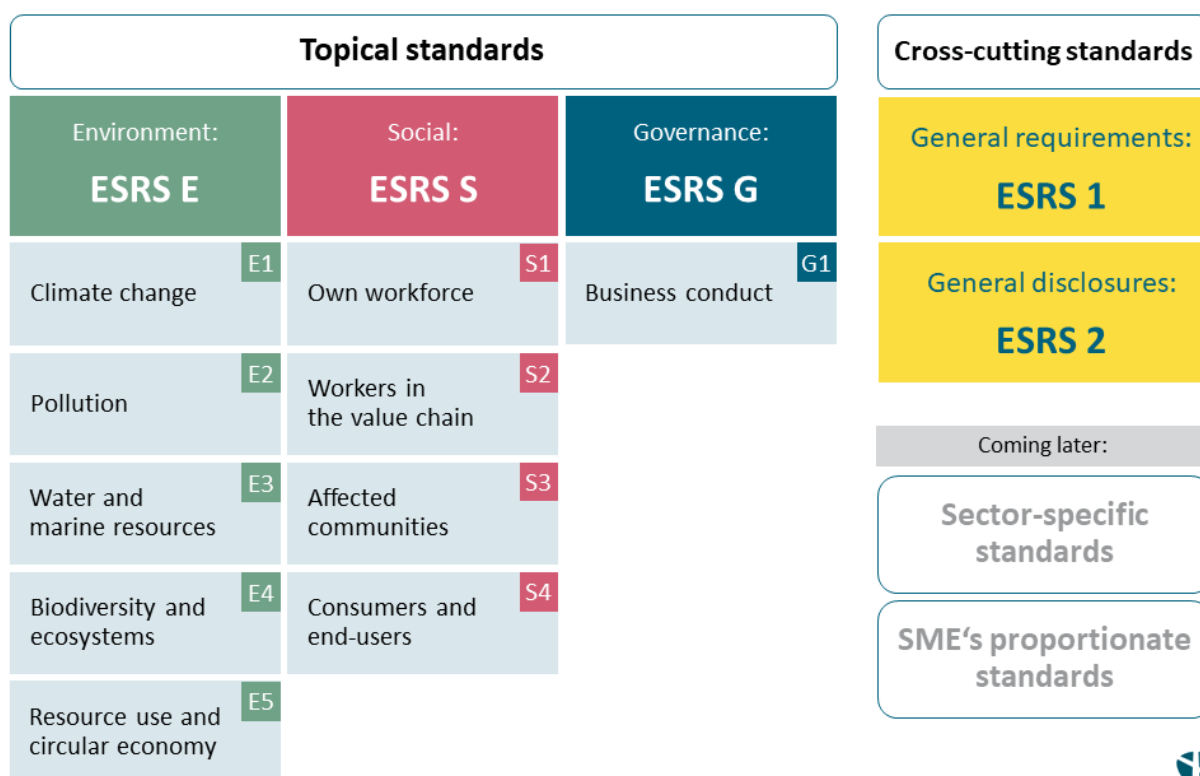 Topical standards
Environment:
ESRS E
E1
Climate change
E2
Pollution
E3
Water and
marine resources
E4
Biodiversity and
ecosystems
E5
Resource use and
circular economy
Social:
ESRS S
S1
Own workforce
S2
Workers in
the value chain
S3
Affected
communities
S4
Consumers and
end-users
Governance:
ESRS G
G1
Business conduct
Cross-cutting standards
General requirements:
ESRS 1
General disclosures:
ESRS 2
Coming later:
Sector-specific
standards
SME‘s proportionate
standards